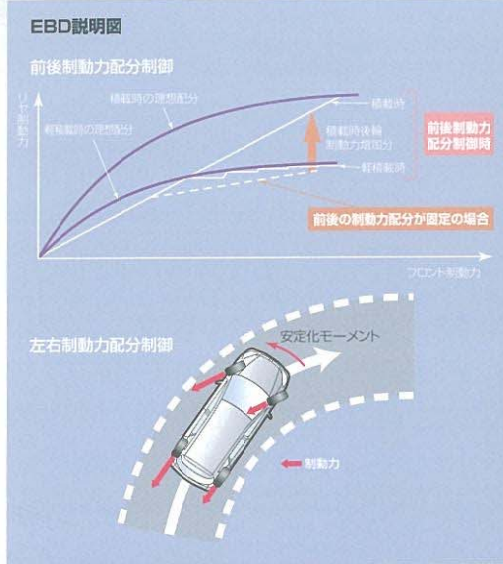 EBD説明図
前後制動力配分制御
リヤ制動力
積載時の理想配分
軽積載時の理想配分
積載時
積載時後輪
制動力増加分
軽積載時
前後制動力
配分制御時
前後の制動力配分が固定の場合
フロント制動力
左右制動力配分制御
安定化モーメント
制動力